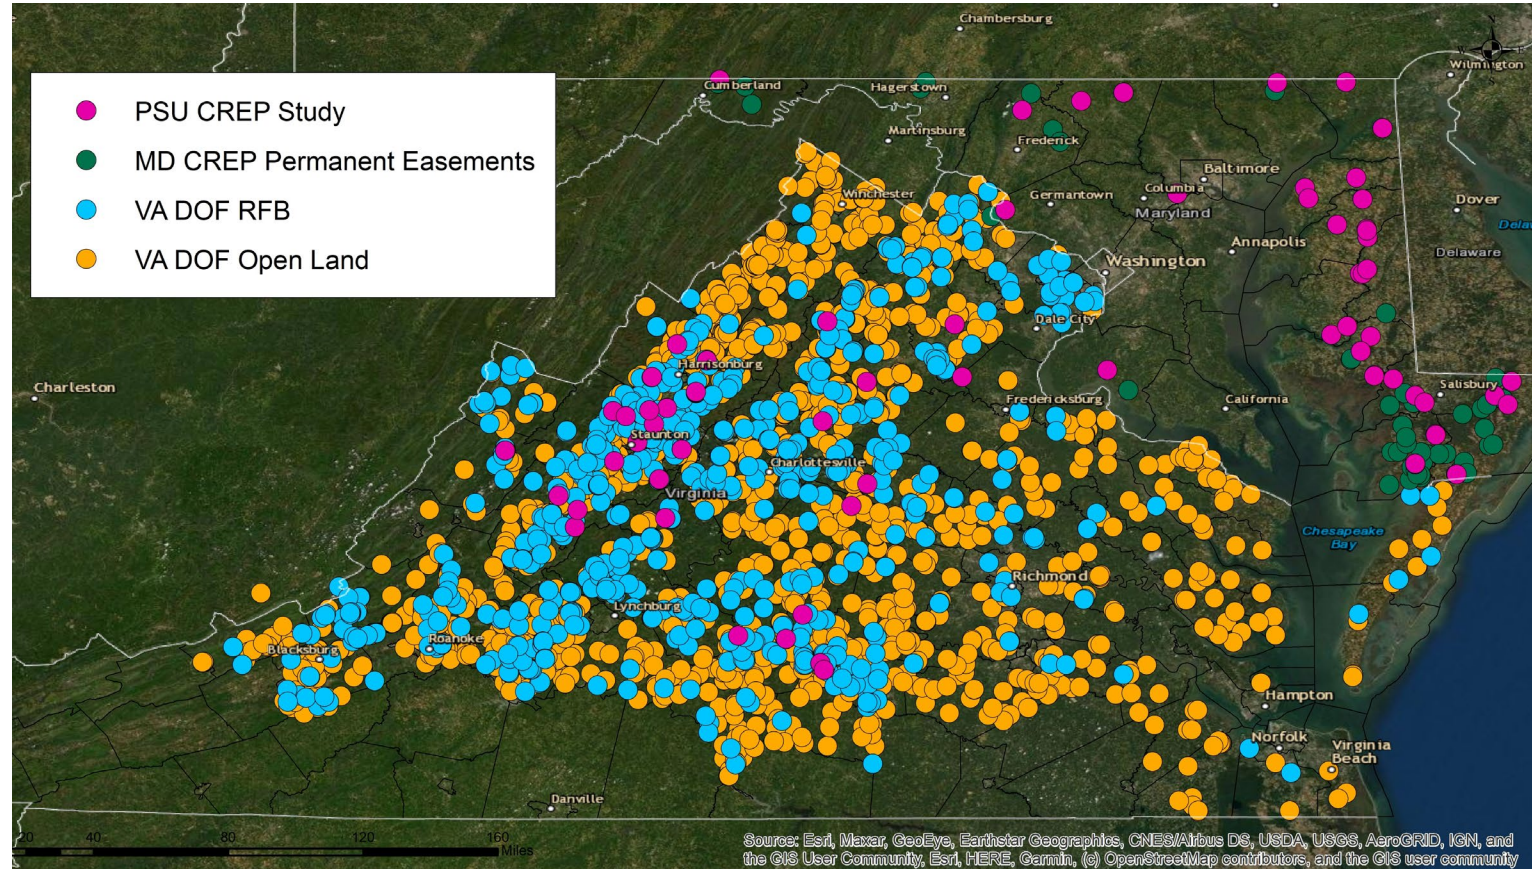 Chambersburg
Wilmington
W
PSU CREP Study
MD CREP Permanent Easements
VA DOF RFB
VA DOF Open Land
Cumberland
Hagerstown
Martinsburg
Frederick
Baltimore
Winchester
Germantown
Columbia
Maryland
Dover
Delaware
Annapolis
Washington
Dale City
Harrisonburg
Charleston
Fredericksburg
California
Salisbury
Staunton
Charlottesville
Virginia
Chesapeake
Bay
Richmond
Lynchburg
Roanoke
Blacksburg
Hampton
Norfolk
Virginia
Beach
Danville
20 40 80 120 160
Miles
Source: Esri, Maxar, GeoEye, Earthstar Geographics, CNES/Airbus DS, USDA, USGS, AeroGRID, IGN, and
the GIS User Community, Esri, HERE, Garmin, (c) OpenStreetMap contributors, and the GIS user community